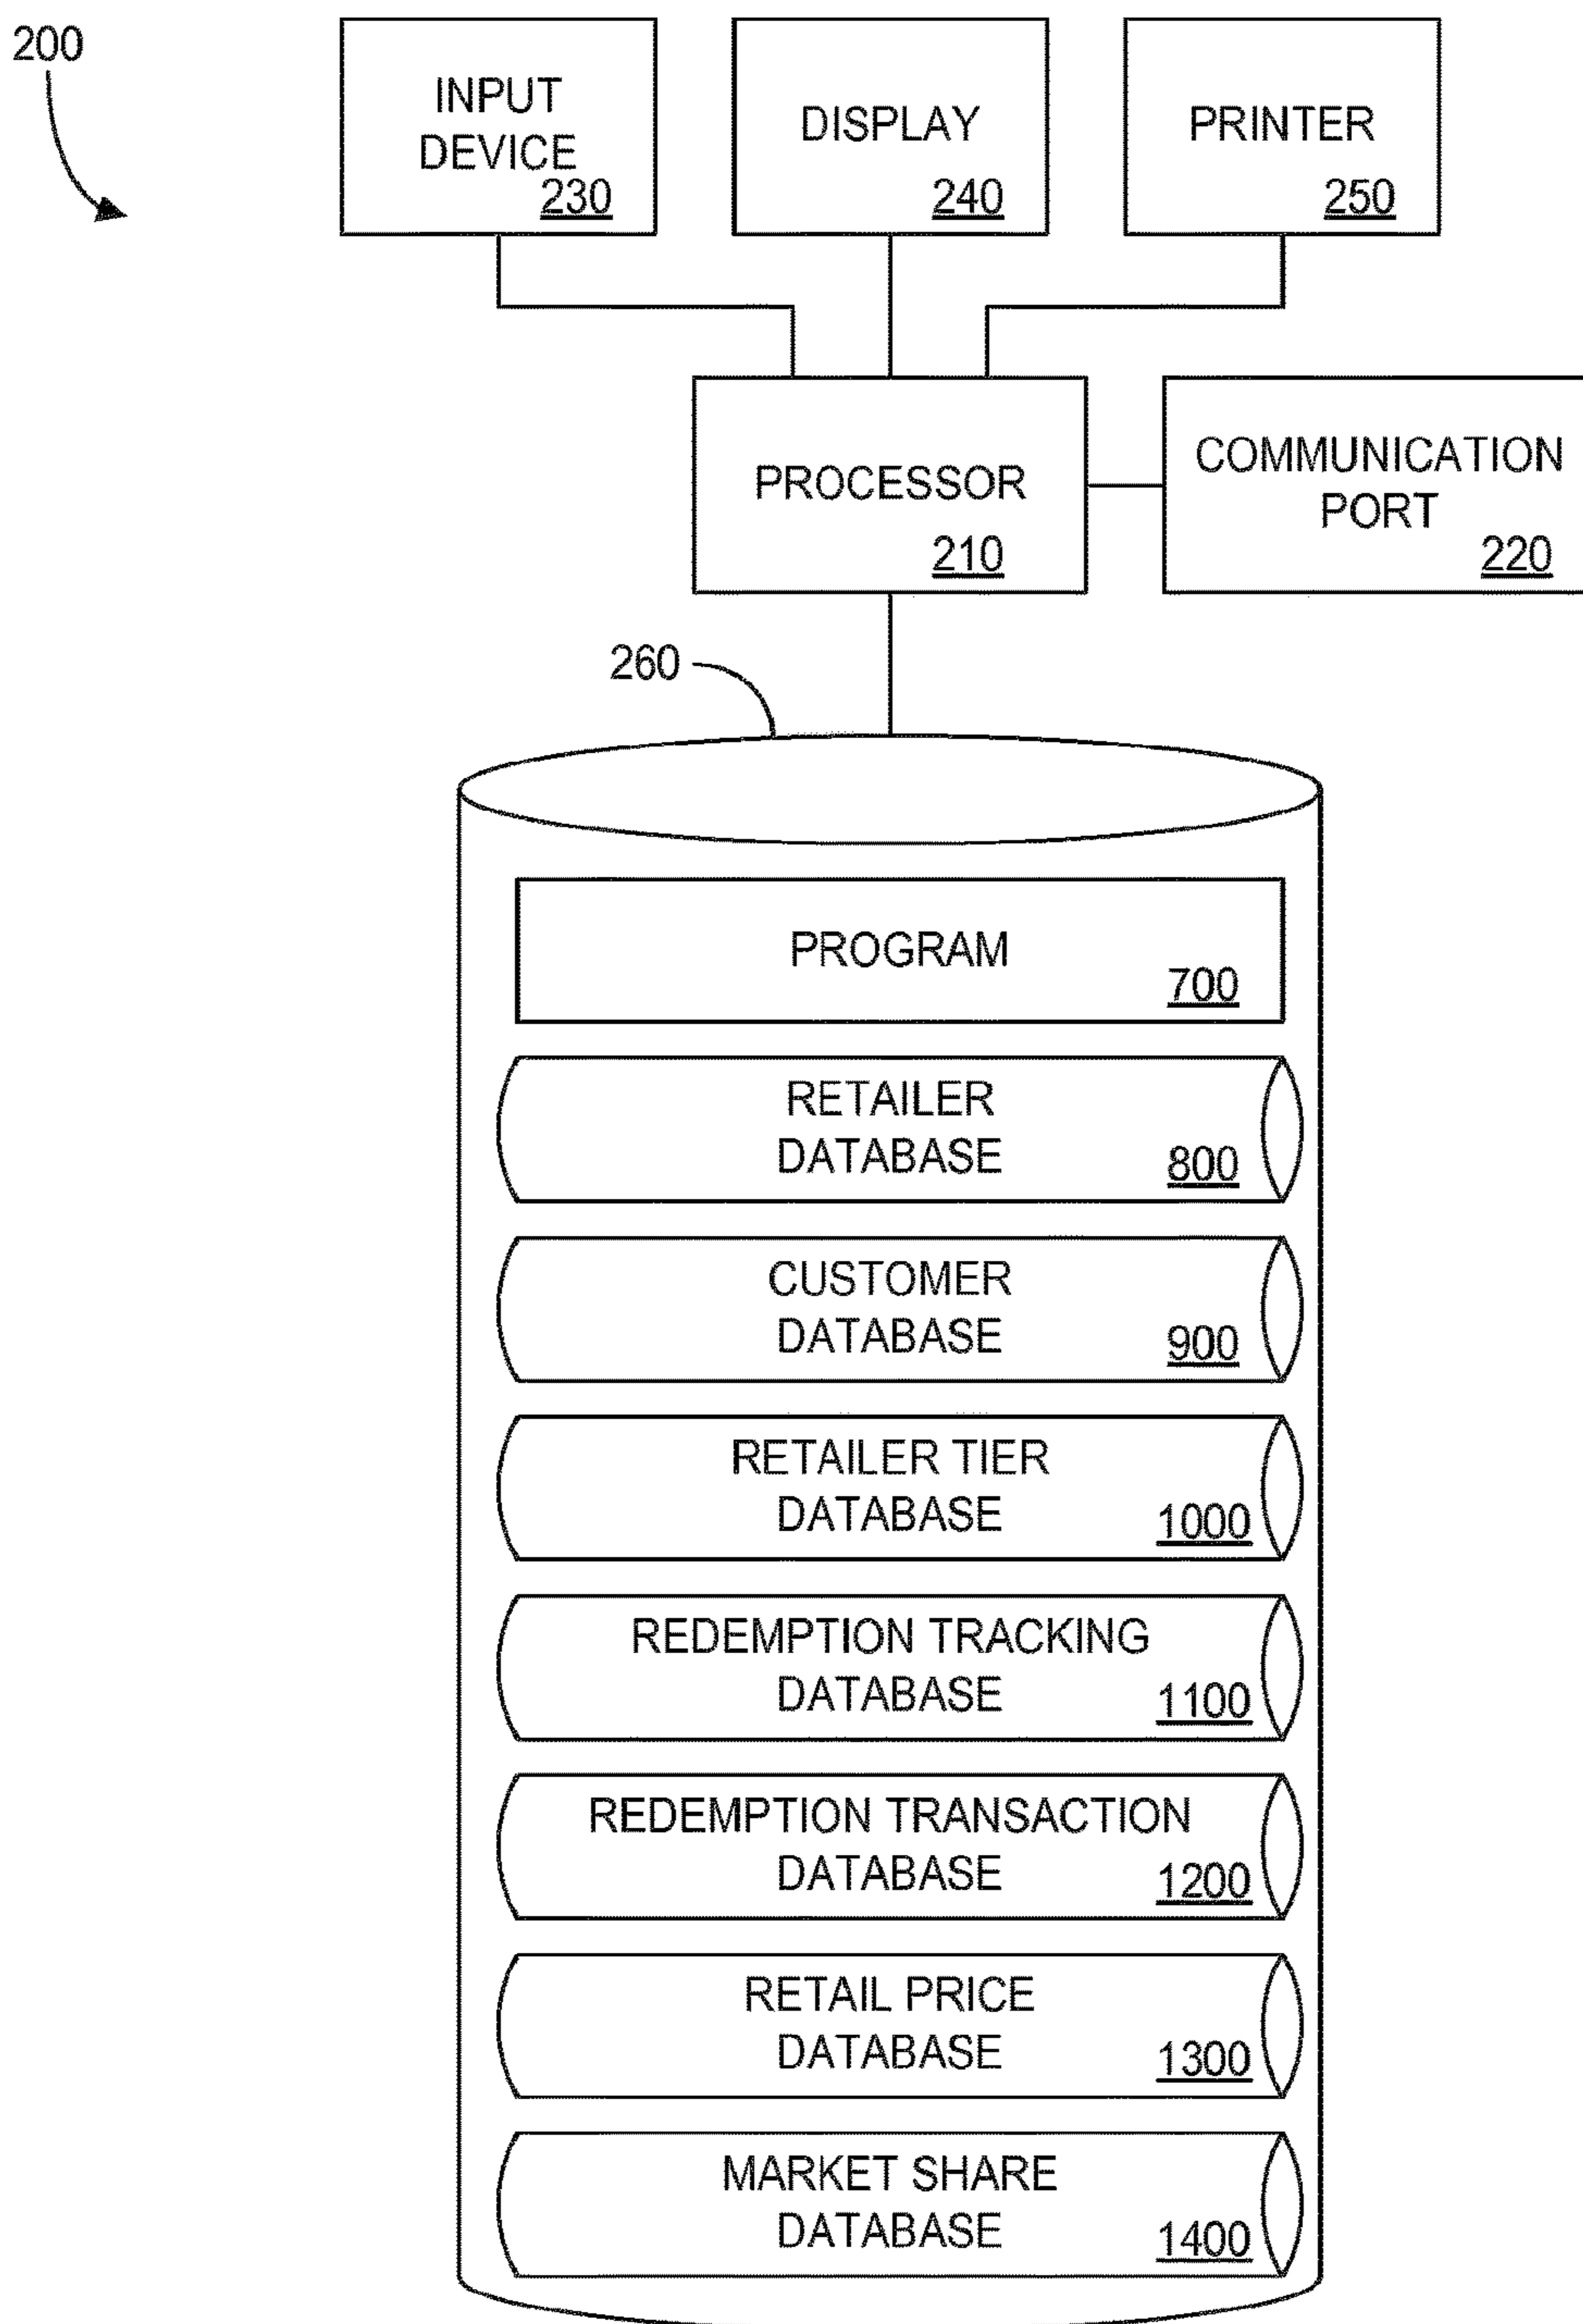 200
INPUT
DEVICE
230
DISPLAY
240
PRINTER
250
PROCESSOR
210
COMMUNICATION
PORT
220
260
PROGRAM
700
RETAILER
DATABASE
800
CUSTOMER
DATABASE
900
RETAILER TIER
DATABASE
1000
REDEMPTION TRACKING
DATABASE
1100
REDEMPTION TRANSACTION
DATABASE
1200
RETAIL PRICE
DATABASE
1300
MARKET SHARE
DATABASE
1400